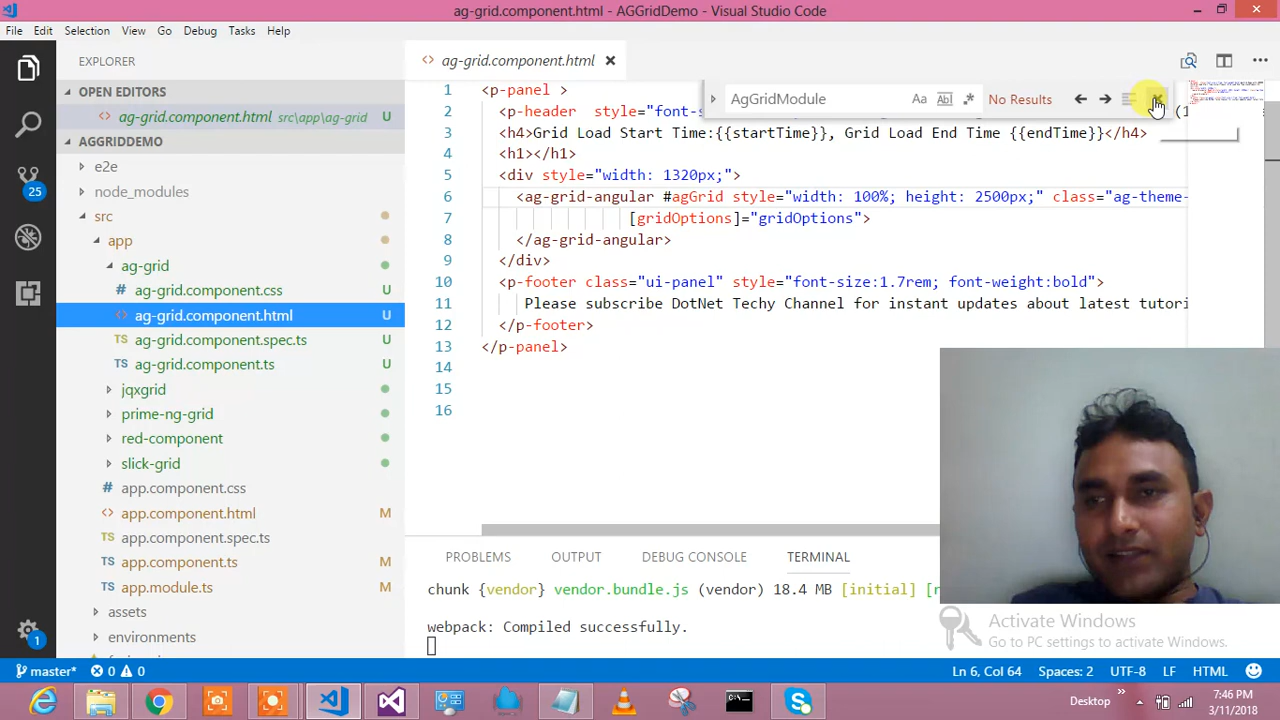 ag-grid.component.html - AGGridDemo - Visual Studio Code
File Edit Selection View Go Debug Tasks Help
EXPLORER
OPEN EDITORS
<> ag-grid.component.html src\app\ag-grid U
AGGRIDDEMO
e2e
node_modules
src
app
ag-grid
# ag-grid.component.css U
<> ag-grid.component.html U
TS ag-grid.component.spec.ts U
TS ag-grid.component.ts U
jqxgrid
prime-ng-grid
red-component
slick-grid
# app.component.css
<> app.component.html M
TS app.component.spec.ts
TS app.component.ts M
TS app.module.ts M
assets
environments
25
1
<> ag-grid.component.html
AgGridModule Aa Abl .* No Results
1 <p-panel >
2 <p-header style="font-s
3 <h4>Grid Load Start Time:{{startTime}}, Grid Load End Time {{endTime}}</h4>
4 <h1></h1>
5 <div style="width: 1320px;">
6 <ag-grid-angular #agGrid style="width: 100%; height: 2500px;" class="ag-theme-
7 [gridOptions]="gridOptions">
8 </ag-grid-angular>
9 </div>
10 <p-footer class="ui-panel" style="font-size:1.7rem; font-weight:bold">
11 Please subscribe DotNet Techy Channel for instant updates about latest tutori
12 </p-footer>
13 </p-panel>
14
15
16
PROBLEMS OUTPUT DEBUG CONSOLE TERMINAL
chunk {vendor} vendor.bundle.js (vendor) 18.4 MB [initial] [r
webpack: Compiled successfully.
Activate Windows
Go to PC settings to activate Windows.
master* 0 0 Ln 6, Col 64 Spaces: 2 UTF-8 LF HTML
Desktop
7:46 PM
3/11/2018